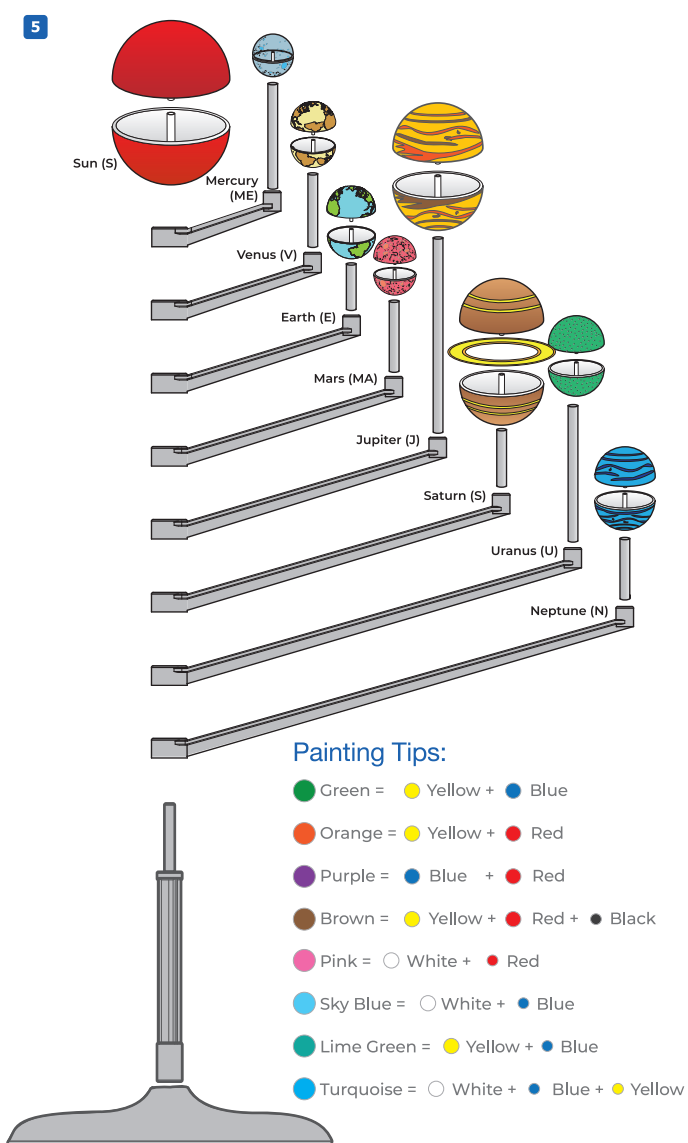 5
Sun (S)
Mercury
(ME)
Venus (V)
Earth (E)
Mars (MA)
Jupiter (J)
Saturn (S)
Uranus (U)
Neptune (N)
Painting Tips:
Green = Yellow + Blue
Orange = Yellow + Red
Purple = Blue + Red
Brown = Yellow + Red + Black
Pink = White + Red
Sky Blue = White + Blue
Lime Green = Yellow + Blue
Turquoise = White + Blue + Yellow